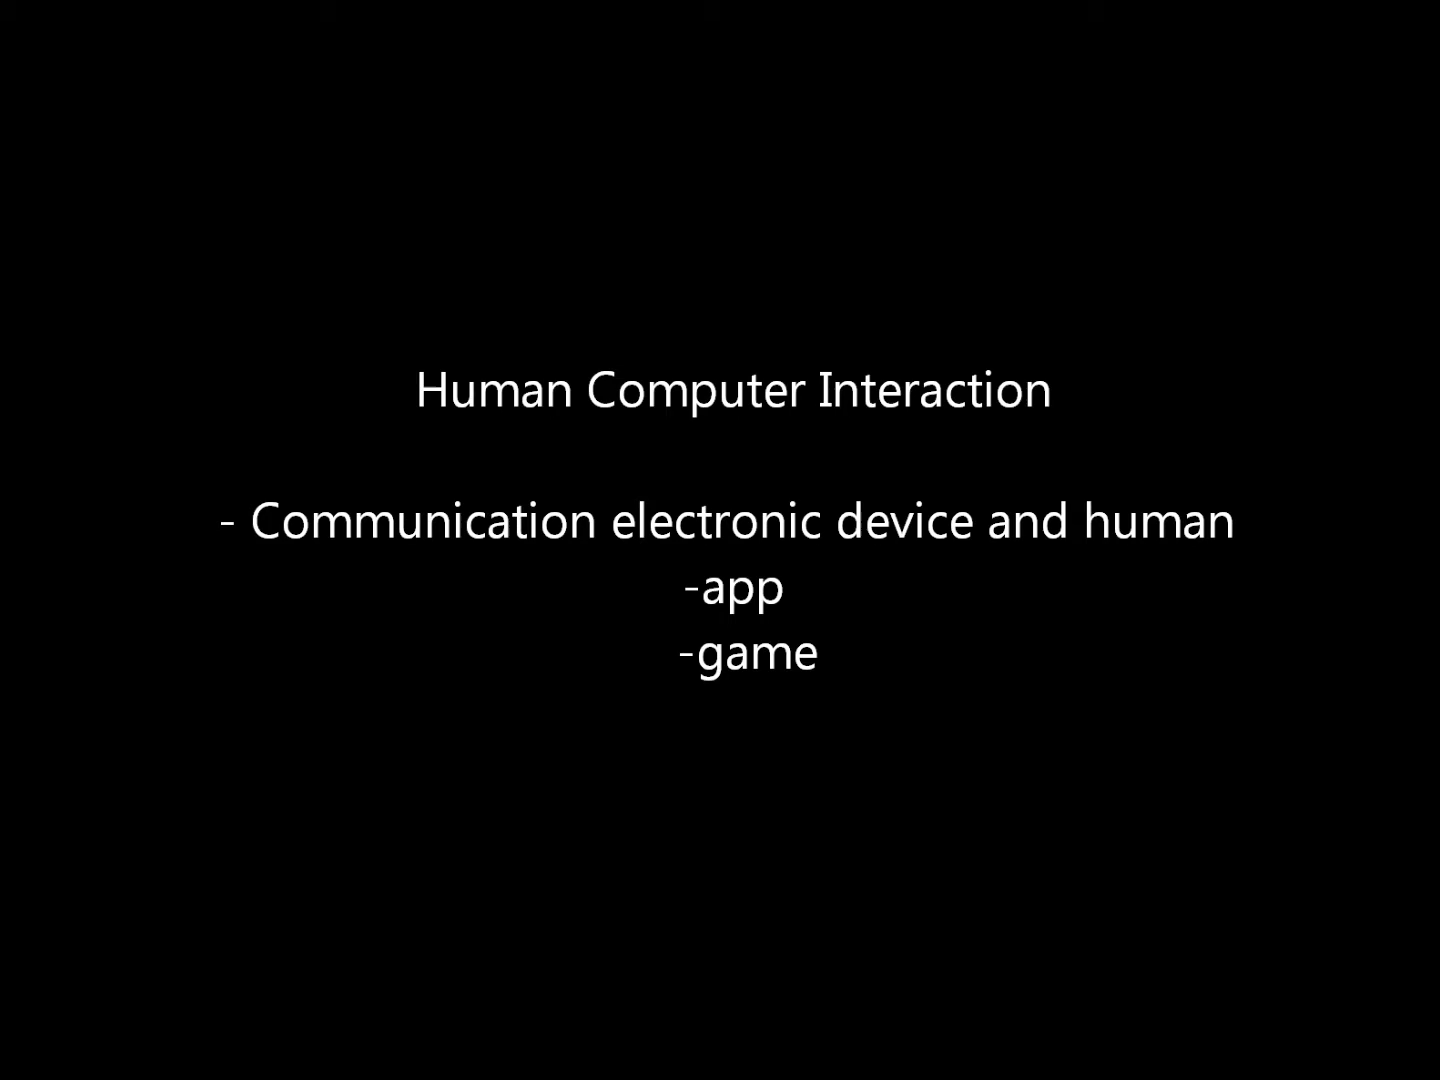 Human Computer Interaction
- Communication electronic device and human
-app
-game